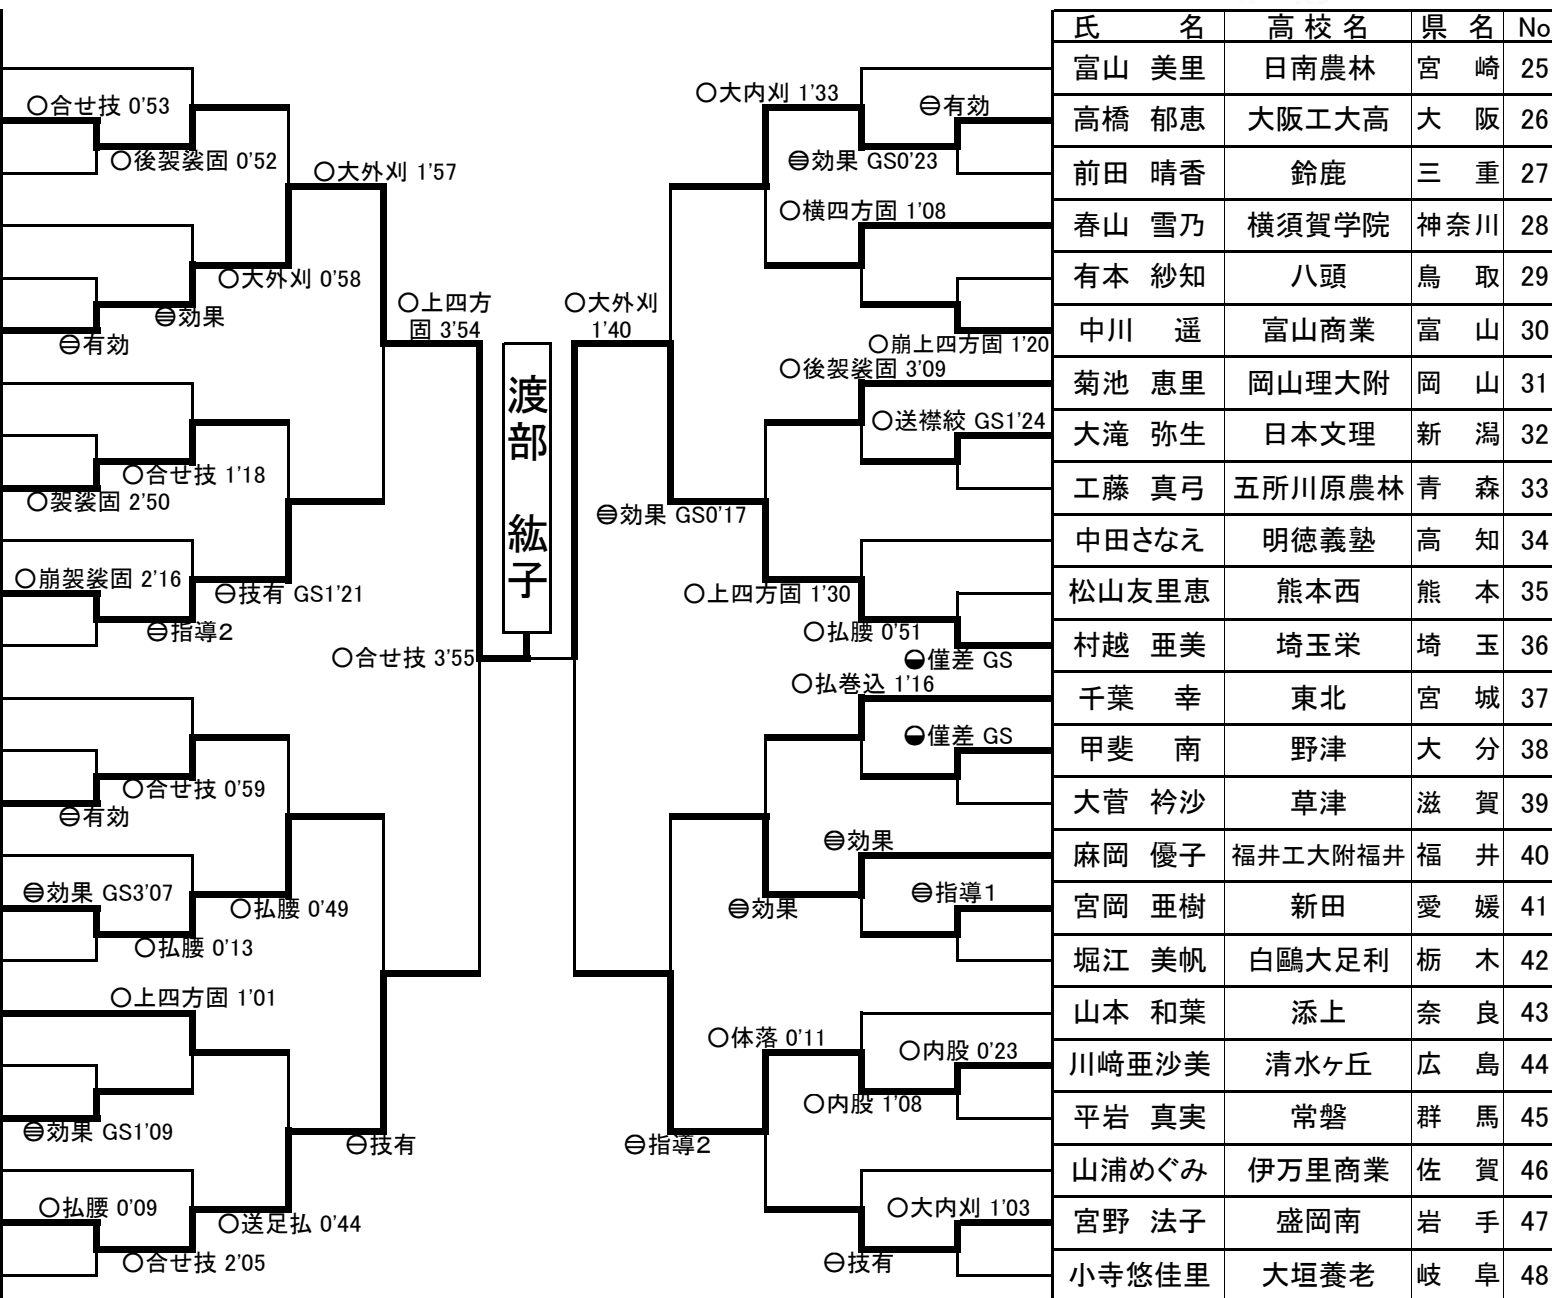 氏 名 高校名 県 名 No
富山 美里 日南農林 宮 崎 25
高橋 郁恵 大阪工大高 大 阪 26
前田 晴香 鈴鹿 三 重 27
春山 雪乃 横須賀学院 神奈川 28
有本 紗知 八頭 鳥 取 29
中川 遥 富山商業 富 山 30
菊池 恵里 岡山理大附 岡 山 31
大滝 弥生 日本文理 新 潟 32
工藤 真弓 五所川原農林 青 森 33
中田さなえ 明徳義塾 高 知 34
松山友里恵 熊本西 熊 本 35
村越 亜美 埼玉栄 埼 玉 36
千葉 幸 東北 宮 城 37
甲斐 南 野津 大 分 38
大菅 衿沙 草津 滋 賀 39
麻岡 優子 福井工大附福井 福 井 40
宮岡 亜樹 新田 愛 媛 41
堀江 美帆 白鷗大足利 栃 木 42
山本 和葉 添上 奈 良 43
川﨑亜沙美 清水ヶ丘 広 島 44
平岩 真実 常磐 群 馬 45
山浦めぐみ 伊万里商業 佐 賀 46
宮野 法子 盛岡南 岩 手 47
小寺悠佳里 大垣養老 岐 阜 48
○合せ技 0'53
○後袈裟固 0'52
○大外刈 1'57
○大外刈 0'58
㊀効果
⊖有効
○上四方
固 3'54
○合せ技 1'18
○袈裟固 2'50
○崩袈裟固 2'16
⊖技有 GS1'21
⊖指導2
○合せ技 3'55
○合せ技 0'59
⊖有効
㊀効果 GS3'07
○払腰 0'49
○払腰 0'13
○上四方固 1'01
㊀効果 GS1'09
⊖技有
○払腰 0'09
○送足払 0'44
○合せ技 2'05
渡部 紘子
○大外刈
1'40
○大内刈 1'33
⊖有効
㊀効果 GS0'23
○横四方固 1'08
○崩上四方固 1'20
○後袈裟固 3'09
○送襟絞 GS1'24
㊀効果 GS0'17
○上四方固 1'30
○払腰 0'51
◒僅差 GS
○払巻込 1'16
◒僅差 GS
㊀効果
㊀指導1
㊀効果
○体落 0'11
○内股 0'23
○内股 1'08
⊖指導2
○大内刈 1'03
⊖技有